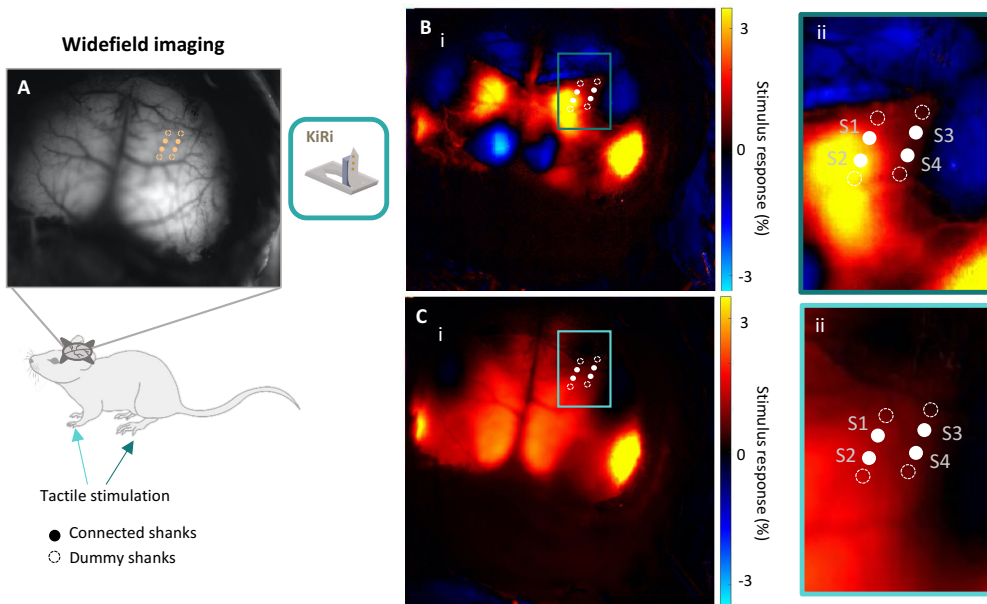 Widefield imaging
A
KiRi
Tactile stimulation
Connected shanks
Dummy shanks
B
i
3
0
-3
Stimulus response (%)
ii
S1
S2
S3
S4
C
i
3
0
-3
Stimulus response (%)
ii
S1
S2
S3
S4